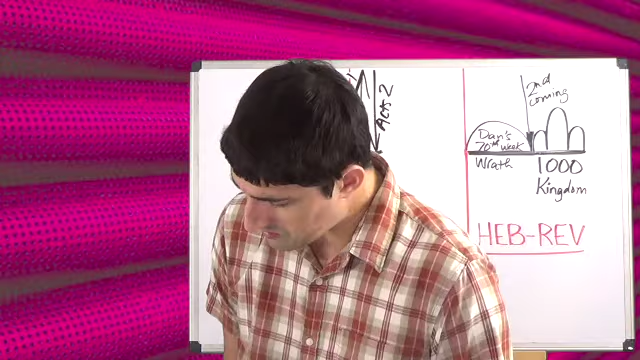 Acts 2
2nd
coming
Dan's
70th week
Wrath
1000
Kingdom
HEB-REV